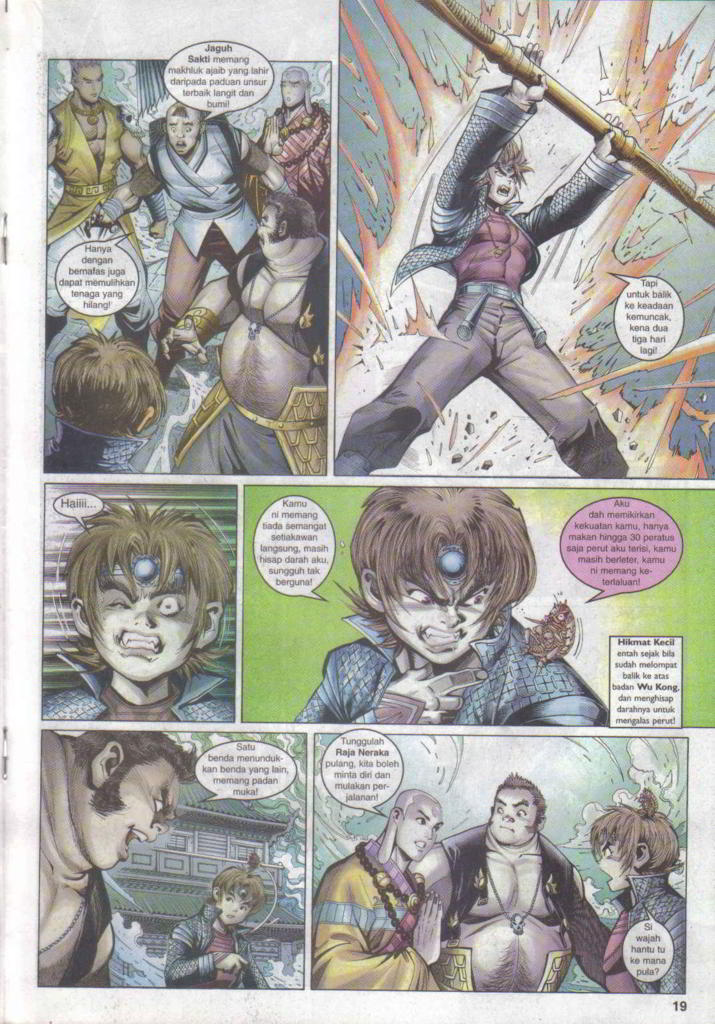 Jaguh
Sakti memang
makhluk ajaib yang lahir
daripada paduan unsur
terbaik langit dan
bumi!
Hanya
dengan
bernafas juga
dapat memulihkan
tenaga yang
hilang!
Tapi
untuk balik
ke keadaan
kemuncak,
kena dua
tiga hari
lagi!
Haiiii...
Kamu
ni memang
tiada semangat
setiakawan
langsung, masih
hisap darah aku,
sungguh tak
berguna!
Aku
dah memikirkan
kekuatan kamu, hanya
makan hingga 30 peratus
saja perut aku terisi, kamu
masih berleter, kamu
ni memang ke-
terlaluan!
Hikmat Kecil
entah sejak bila
sudah melompat
balik ke atas
badan Wu Kong,
dan menghisap
darahnya untuk
mengalas perut!
Satu
benda menunduk-
kan benda yang lain,
memang padan
muka!
Tunggulah
Raja Neraka
pulang, kita boleh
minta diri dan
mulakan per-
jalanan!
Si
wajah
hantu tu
ke mana
pula?
19